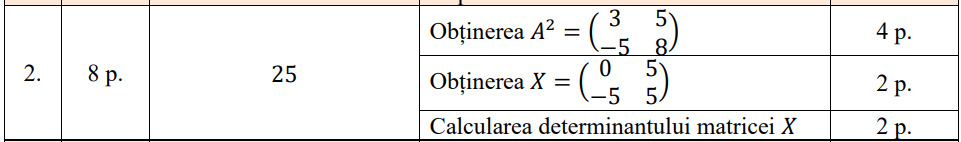 2. 8 p. 25 Obținerea A² = (3 5
−5 8) 4 p.
Obținerea X = (0 5
−5 5) 2 p.
Calcularea determinantului matricei X 2 p.